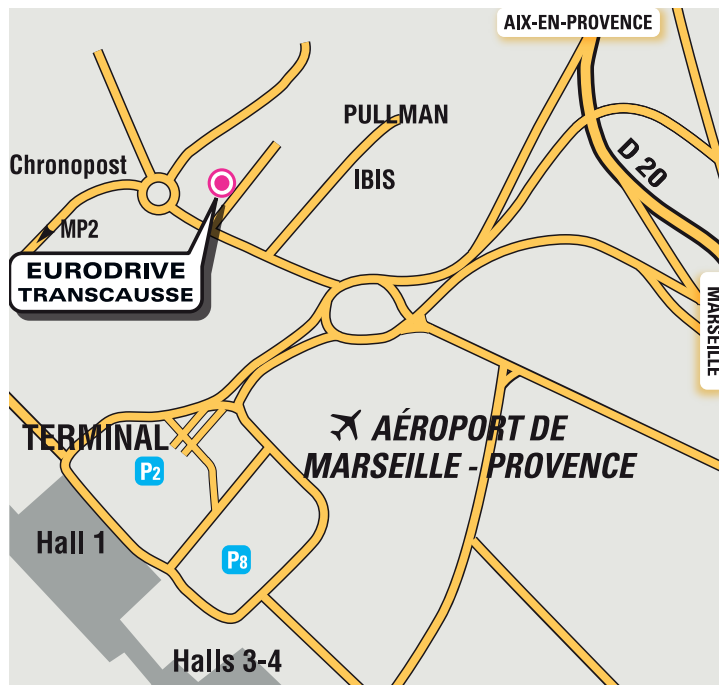 AIX-EN-PROVENCE
PULLMAN
D 20
Chronopost
IBIS
MP2
EURODRIVE
TRANSCAUSSE
MARSEILLE
TERMINAL
AÉROPORT DE
MARSEILLE - PROVENCE
P2
Hall 1
P8
Halls 3-4